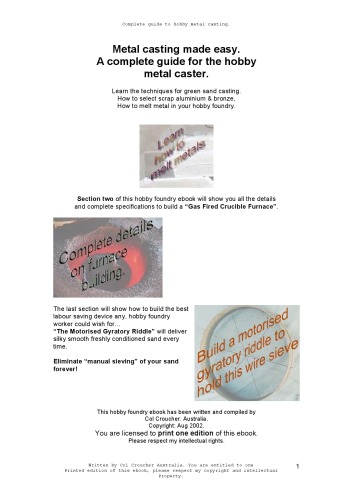 Complete guide to hobby metal casting.
Metal casting made easy.
A complete guide for the hobby
metal caster.
Learn the techniques for green sand casting.
How to select scrap aluminium & bronze,
How to melt metal in your hobby foundry.
Learn
how to
melt metals
Section two of this hobby foundry ebook will show you all the details
and complete specifications to build a “Gas Fired Crucible Furnace”.
Complete details
on furnace
building.
The last section will show how to build the best
labour saving device any, hobby foundry
worker could wish for…
“The Motorised Gyratory Riddle” will deliver
silky smooth freshly conditioned sand every
time.
Eliminate “manual sieving” of your sand
forever!
Build a motorised
gyratory riddle to
hold this wire sieve
This hobby foundry ebook has been written and compiled by
Col Croucher. Australia.
Copyright: Aug 2002.
You are licensed to print one edition of this ebook.
Please respect my intellectual rights.
Written By Col Croucher Australia. You are entitled to one
Printed edition of this ebook, please respect my copyright and intellectual
Property
1